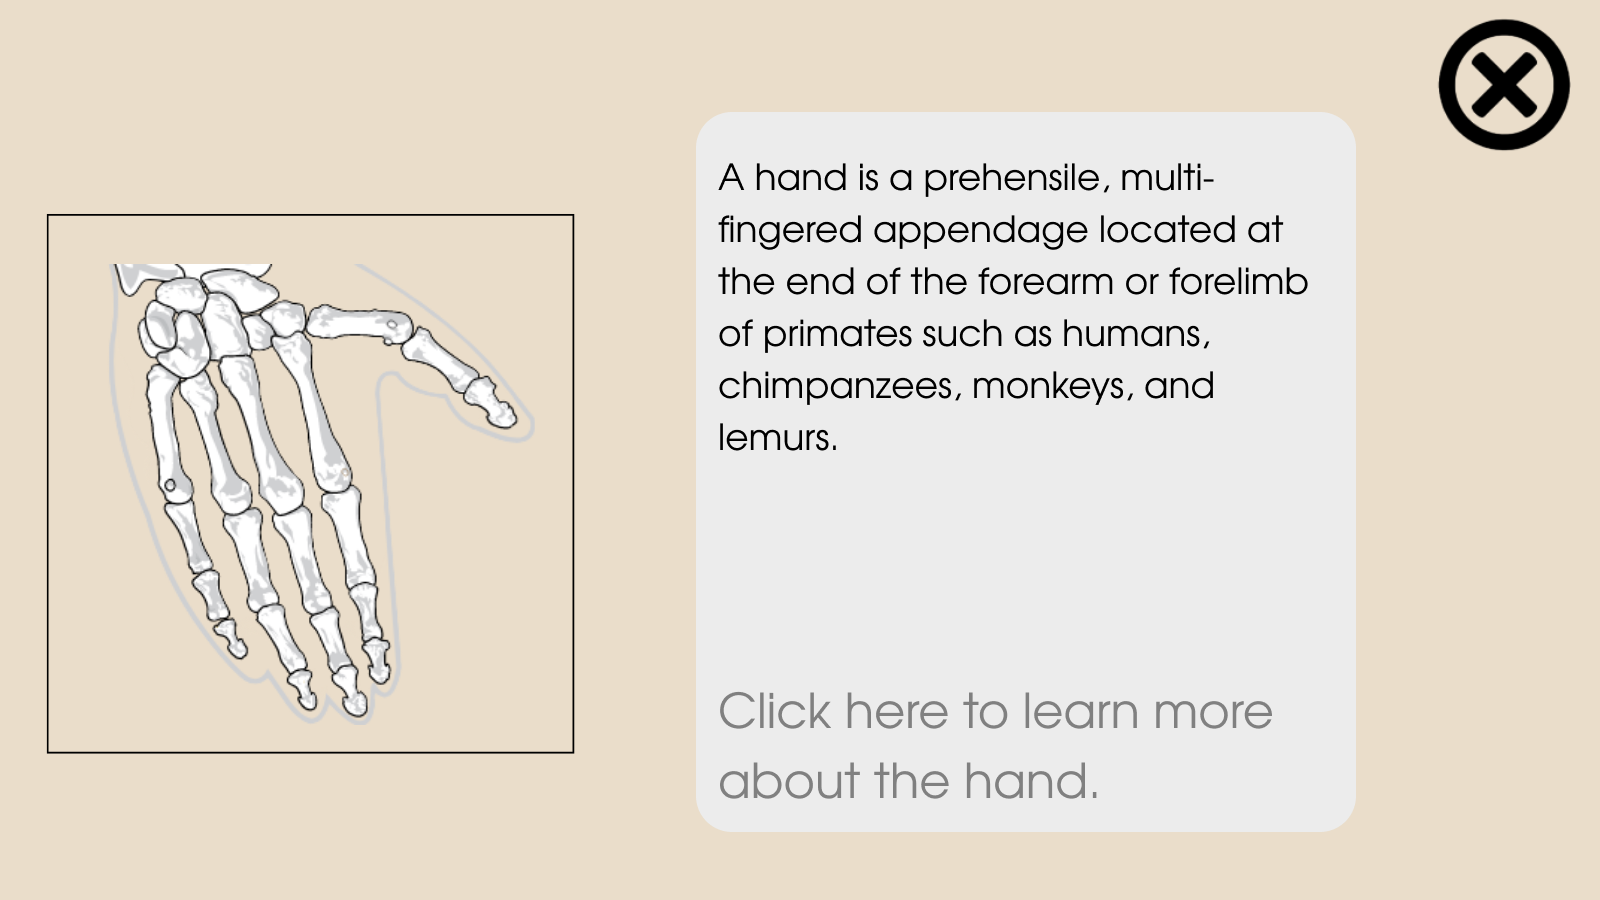 A hand is a prehensile, multi-
fingered appendage located at
the end of the forearm or forelimb
of primates such as humans,
chimpanzees, monkeys, and
lemurs.
Click here to learn more
about the hand.